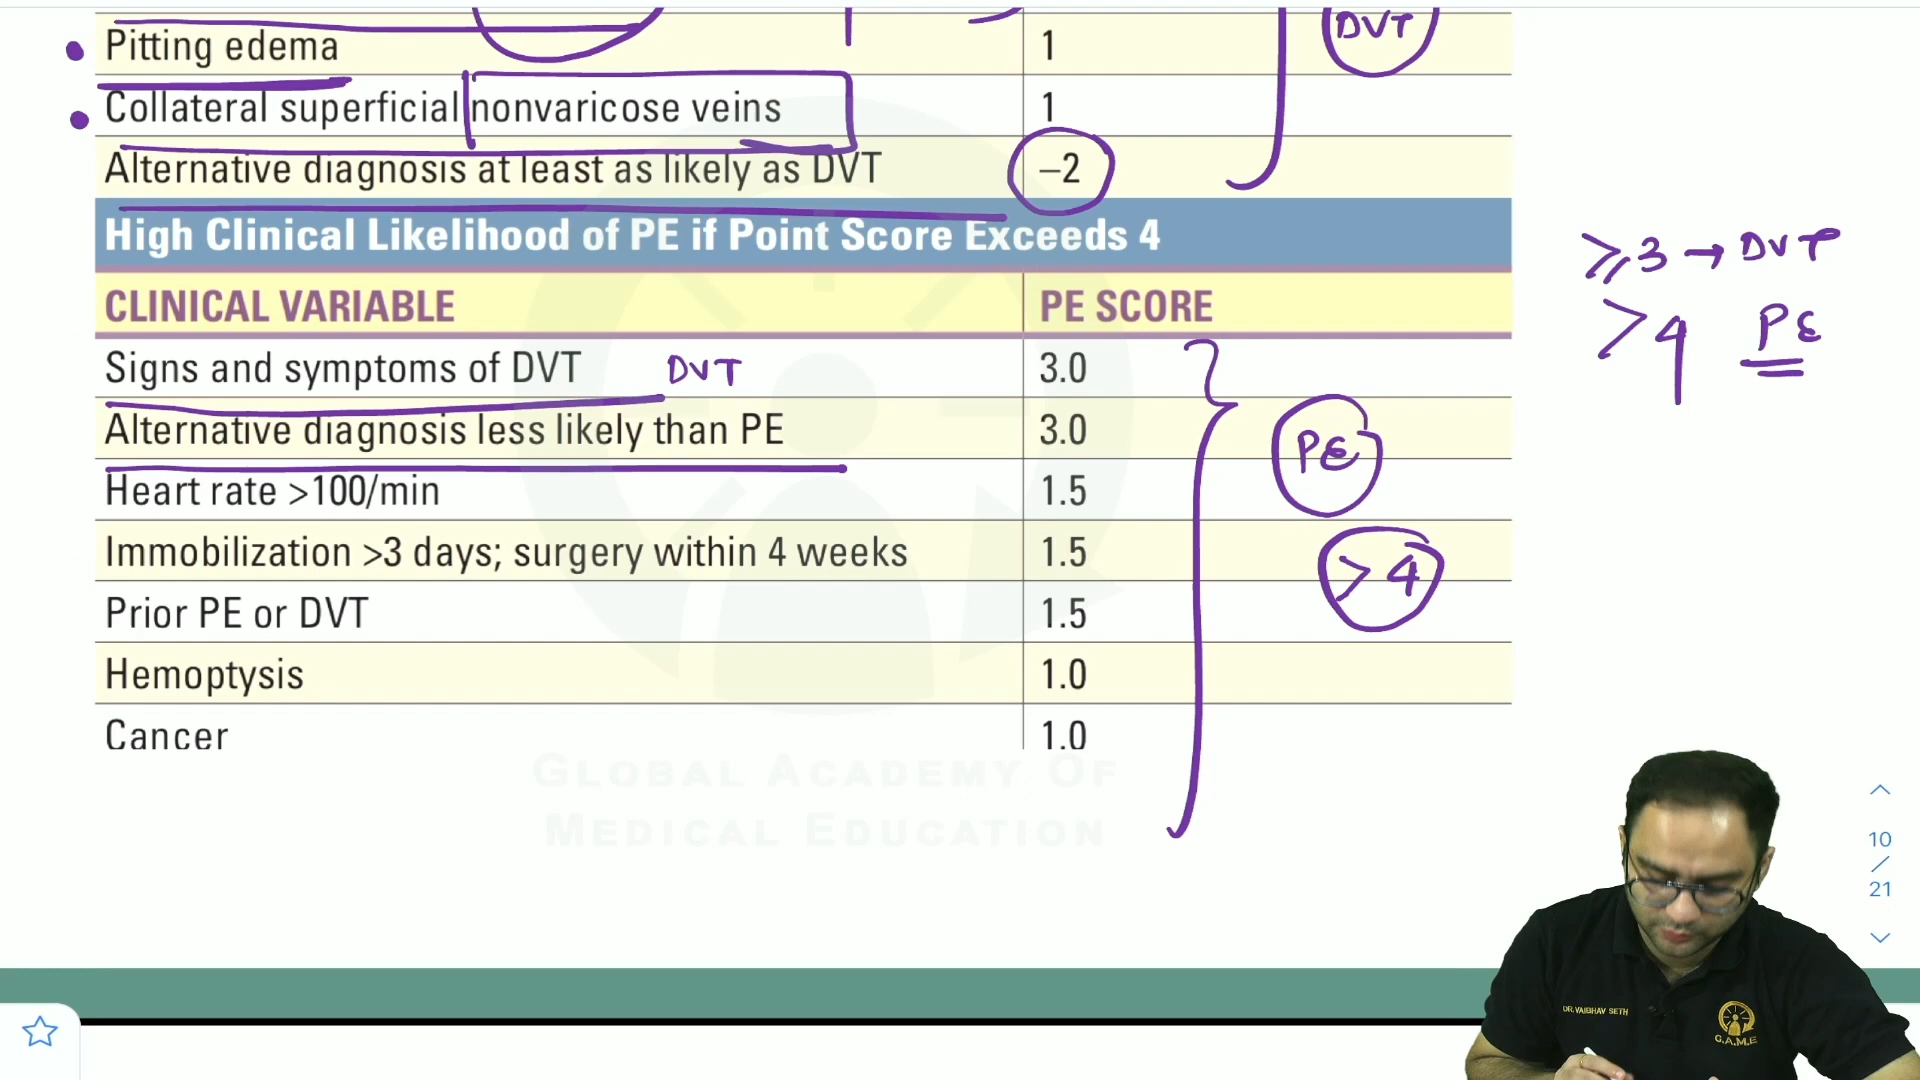 DVT
Pitting edema 1
Collateral superficial nonvaricose veins 1
Alternative diagnosis at least as likely as DVT –2
High Clinical Likelihood of PE if Point Score Exceeds 4
≥3 → DVT
CLINICAL VARIABLE PE SCORE
>4 PE
Signs and symptoms of DVT DVT 3.0
Alternative diagnosis less likely than PE 3.0
PE
Heart rate >100/min 1.5
Immobilization >3 days; surgery within 4 weeks 1.5
>4
Prior PE or DVT 1.5
Hemoptysis 1.0
Cancer 1.0
GLOBAL ACADEMY OF
MEDICAL EDUCATION
10
/
21
DR.VAIBHAV SETH
G.A.M.E